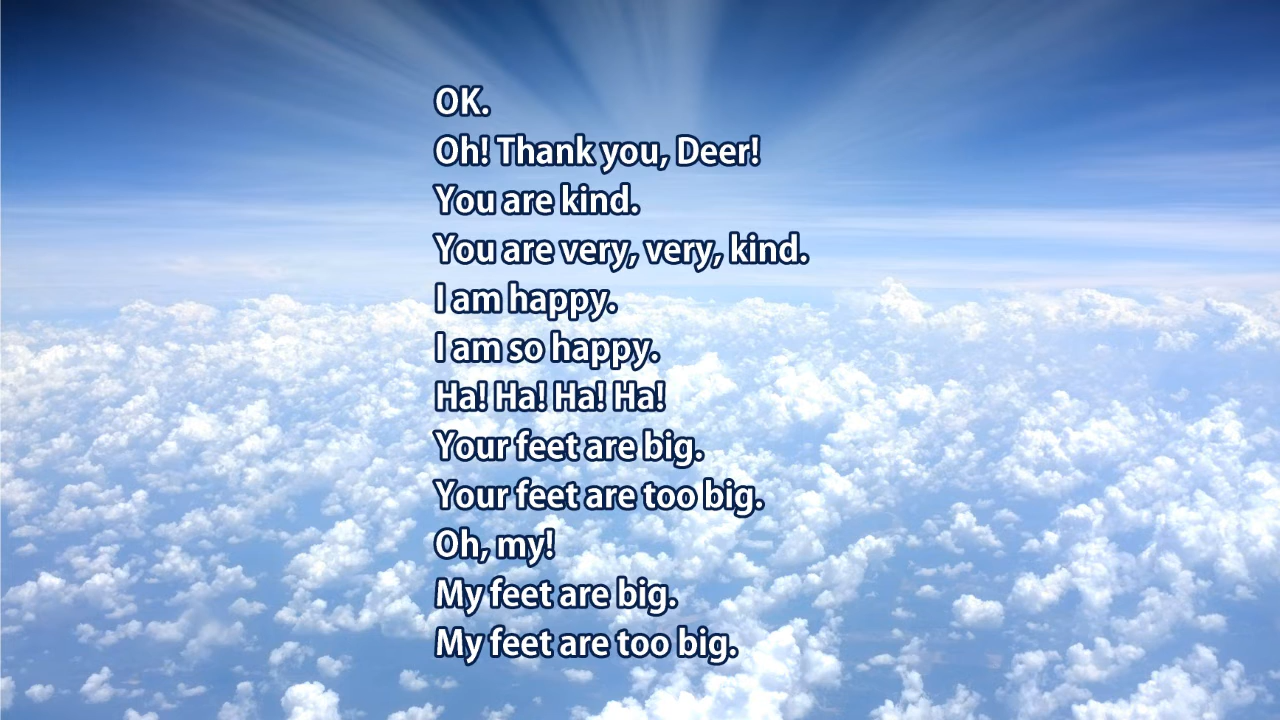 OK.
Oh! Thank you, Deer!
You are kind.
You are very, very, kind.
I am happy.
I am so happy.
Ha! Ha! Ha! Ha!
Your feet are big.
Your feet are too big.
Oh, my!
My feet are big.
My feet are too big.